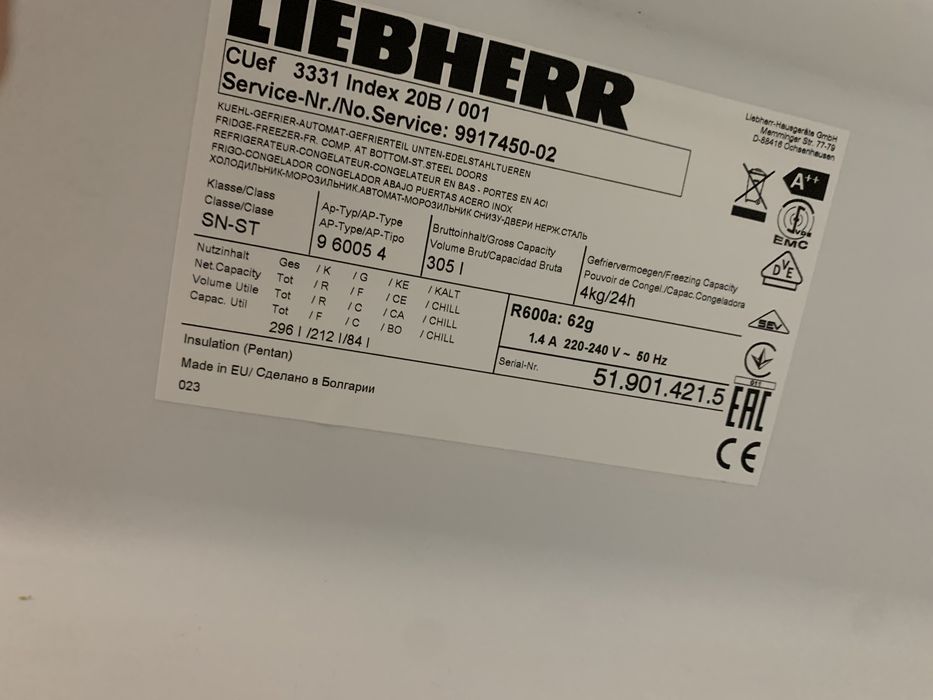 LIEBHERR
CUef 3331 Index 20B / 001
Service-Nr./No.Service: 9917450-02
KUEHL-GEFRIER-AUTOMAT-GEFRIERTEIL UNTEN-EDELSTAHLTUEREN
FRIDGE-FREEZER-FR. COMP. AT BOTTOM-ST.STEEL DOORS
REFRIGERATEUR-CONGELATEUR-CONGELATEUR EN BAS - PORTES EN ACI
FRIGO-CONGELADOR CONGELADOR ABAJO PUERTAS ACERO INOX
ХОЛОДИЛЬНИК-МОРОЗИЛЬНИК.АВТОМАТ-МОРОЗИЛЬНИК СНИЗУ-ДВЕРИ НЕРЖ.СТАЛЬ
Liebherr-Hausgeräte GmbH
Memminger Str. 77-79
D-88416 Ochsenhausen
A++
EMC
DVE
SEV
011
EAC
CE
Klasse/Class
Classe/Clase
SN-ST
Ap-Typ/AP-Type
AP-Type/AP-Tipo
9 6005 4
Bruttoinhalt/Gross Capacity
Volume Brut/Capacidad Bruta
305 l
Gefriervermoegen/Freezing Capacity
Pouvoir de Congel./Capac.Congeladora
4kg/24h
Nutzinhalt Ges / K / G / KE / KALT
Net.Capacity Tot / R / F / CE / CHILL
Volume Utile Tot / R / C / CA / CHILL
Capac. Util Tot / F / C / BO / CHILL
296 l /212 l/84 l
R600a: 62g
1.4 A 220-240 V ~ 50 Hz
Serial-Nr. 51.901.421.5
Insulation (Pentan)
Made in EU/ Сделано в Болгарии
023